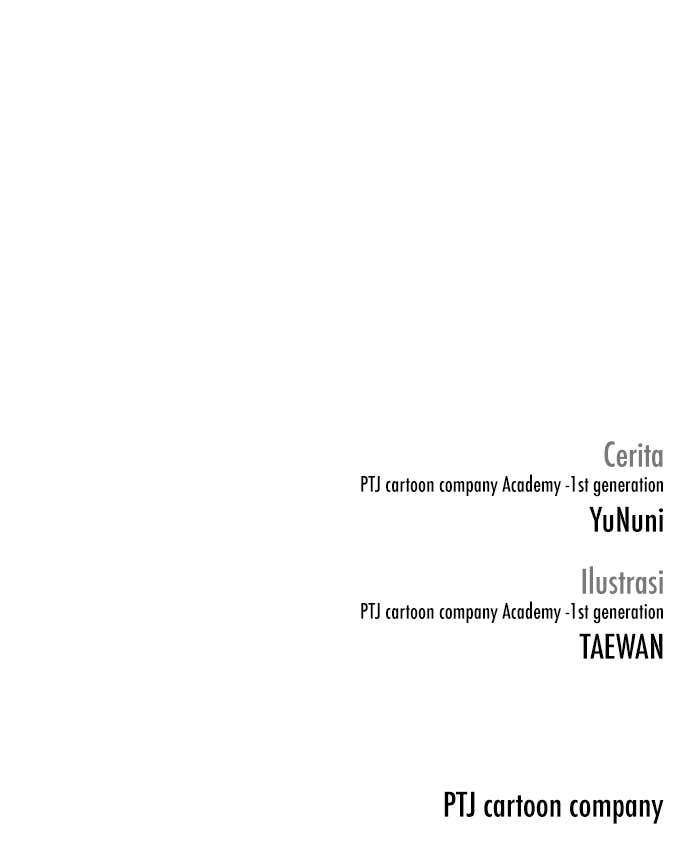 Cerita
PTJ cartoon company Academy -1st generation
YuNuni
Ilustrasi
PTJ cartoon company Academy -1st generation
TAEWAN
PTJ cartoon company